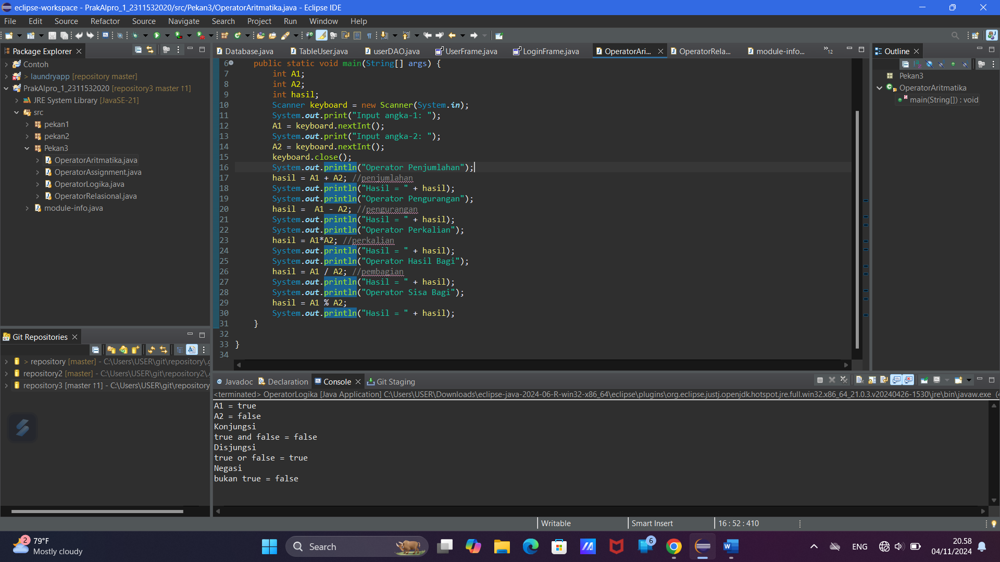 eclipse-workspace - PrakAlpro_1_2311532020/src/Pekan3/OperatorAritmatika.java - Eclipse IDE
File Edit Source Refactor Source Navigate Search Project Run Window Help
Package Explorer
Contoh
> laundryapp [repository master]
PrakAlpro_1_2311532020 [repository3 master ↑1]
JRE System Library [JavaSE-21]
src
pekan1
pekan2
Pekan3
OperatorAritmatika.java
OperatorAssignment.java
OperatorLogika.java
OperatorRelasional.java
module-info.java
Git Repositories
> repository [master] - C:\Users\USER\git\repository\.g
repository2 [master] - C:\Users\USER\git\repository2\.
repository3 [master ↑1] - C:\Users\USER\git\repository
Database.java TableUser.java userDAO.java UserFrame.java LoginFrame.java OperatorAri... OperatorRela... module-info... »12
6 public static void main(String[] args) {
7 int A1;
8 int A2;
9 int hasil;
10 Scanner keyboard = new Scanner(System.in);
11 System.out.print("Input angka-1: ");
12 A1 = keyboard.nextInt();
13 System.out.print("Input angka-2: ");
14 A2 = keyboard.nextInt();
15 keyboard.close();
16 System.out.println("Operator Penjumlahan");
17 hasil = A1 + A2; //penjumlahan
18 System.out.println("Hasil = " + hasil);
19 System.out.println("Operator Pengurangan");
20 hasil =  A1 - A2; //pengurangan
21 System.out.println("Hasil = " + hasil);
22 System.out.println("Operator Perkalian");
23 hasil = A1*A2; //perkalian
24 System.out.println("Hasil = " + hasil);
25 System.out.println("Operator Hasil Bagi");
26 hasil = A1 / A2; //pembagian
27 System.out.println("Hasil = " + hasil);
28 System.out.println("Operator Sisa Bagi");
29 hasil = A1 % A2;
30 System.out.println("Hasil = " + hasil);
31 }
32
33 }
34
Outline
Pekan3
OperatorAritmatika
main(String[]) : void
@ Javadoc Declaration Console Git Staging
<terminated> OperatorLogika [Java Application] C:\Users\USER\Downloads\eclipse-java-2024-06-R-win32-x86_64\eclipse\plugins\org.eclipse.justj.openjdk.hotspot.jre.full.win32.x86_64_21.0.3.v20240426-1530\jre\bin\javaw.exe
A1 = true
A2 = false
Konjungsi
true and false = false
Disjungsi
true or false = true
Negasi
bukan true = false
Writable Smart Insert 16 : 52 : 410
2
79°F
Mostly cloudy
Search
6
ENG
20.58
04/11/2024